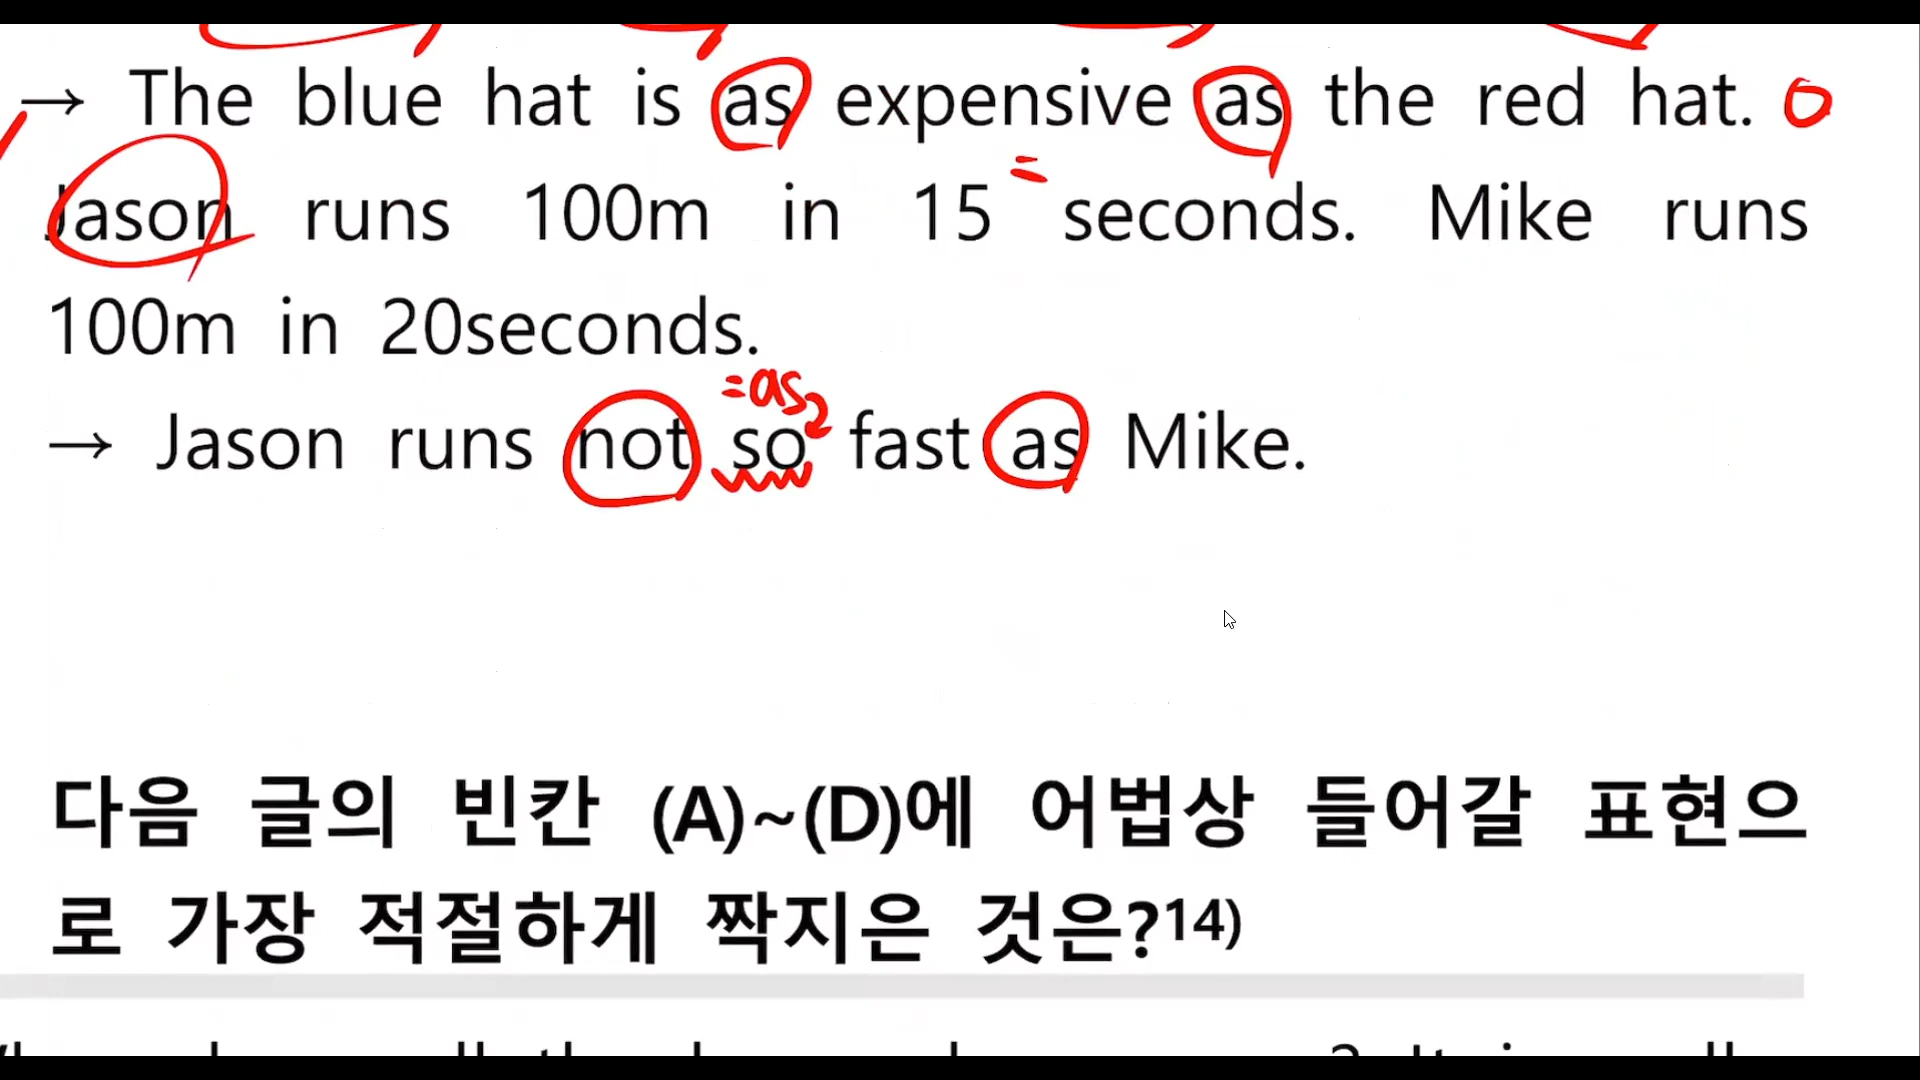 → The blue hat is as expensive as the red hat. o
=
Jason runs 100m in 15 seconds. Mike runs
100m in 20seconds.
=as
→ Jason runs not so fast as Mike.
다음 글의 빈칸 (A)~(D)에 어법상 들어갈 표현으
로 가장 적절하게 짝지은 것은?14)